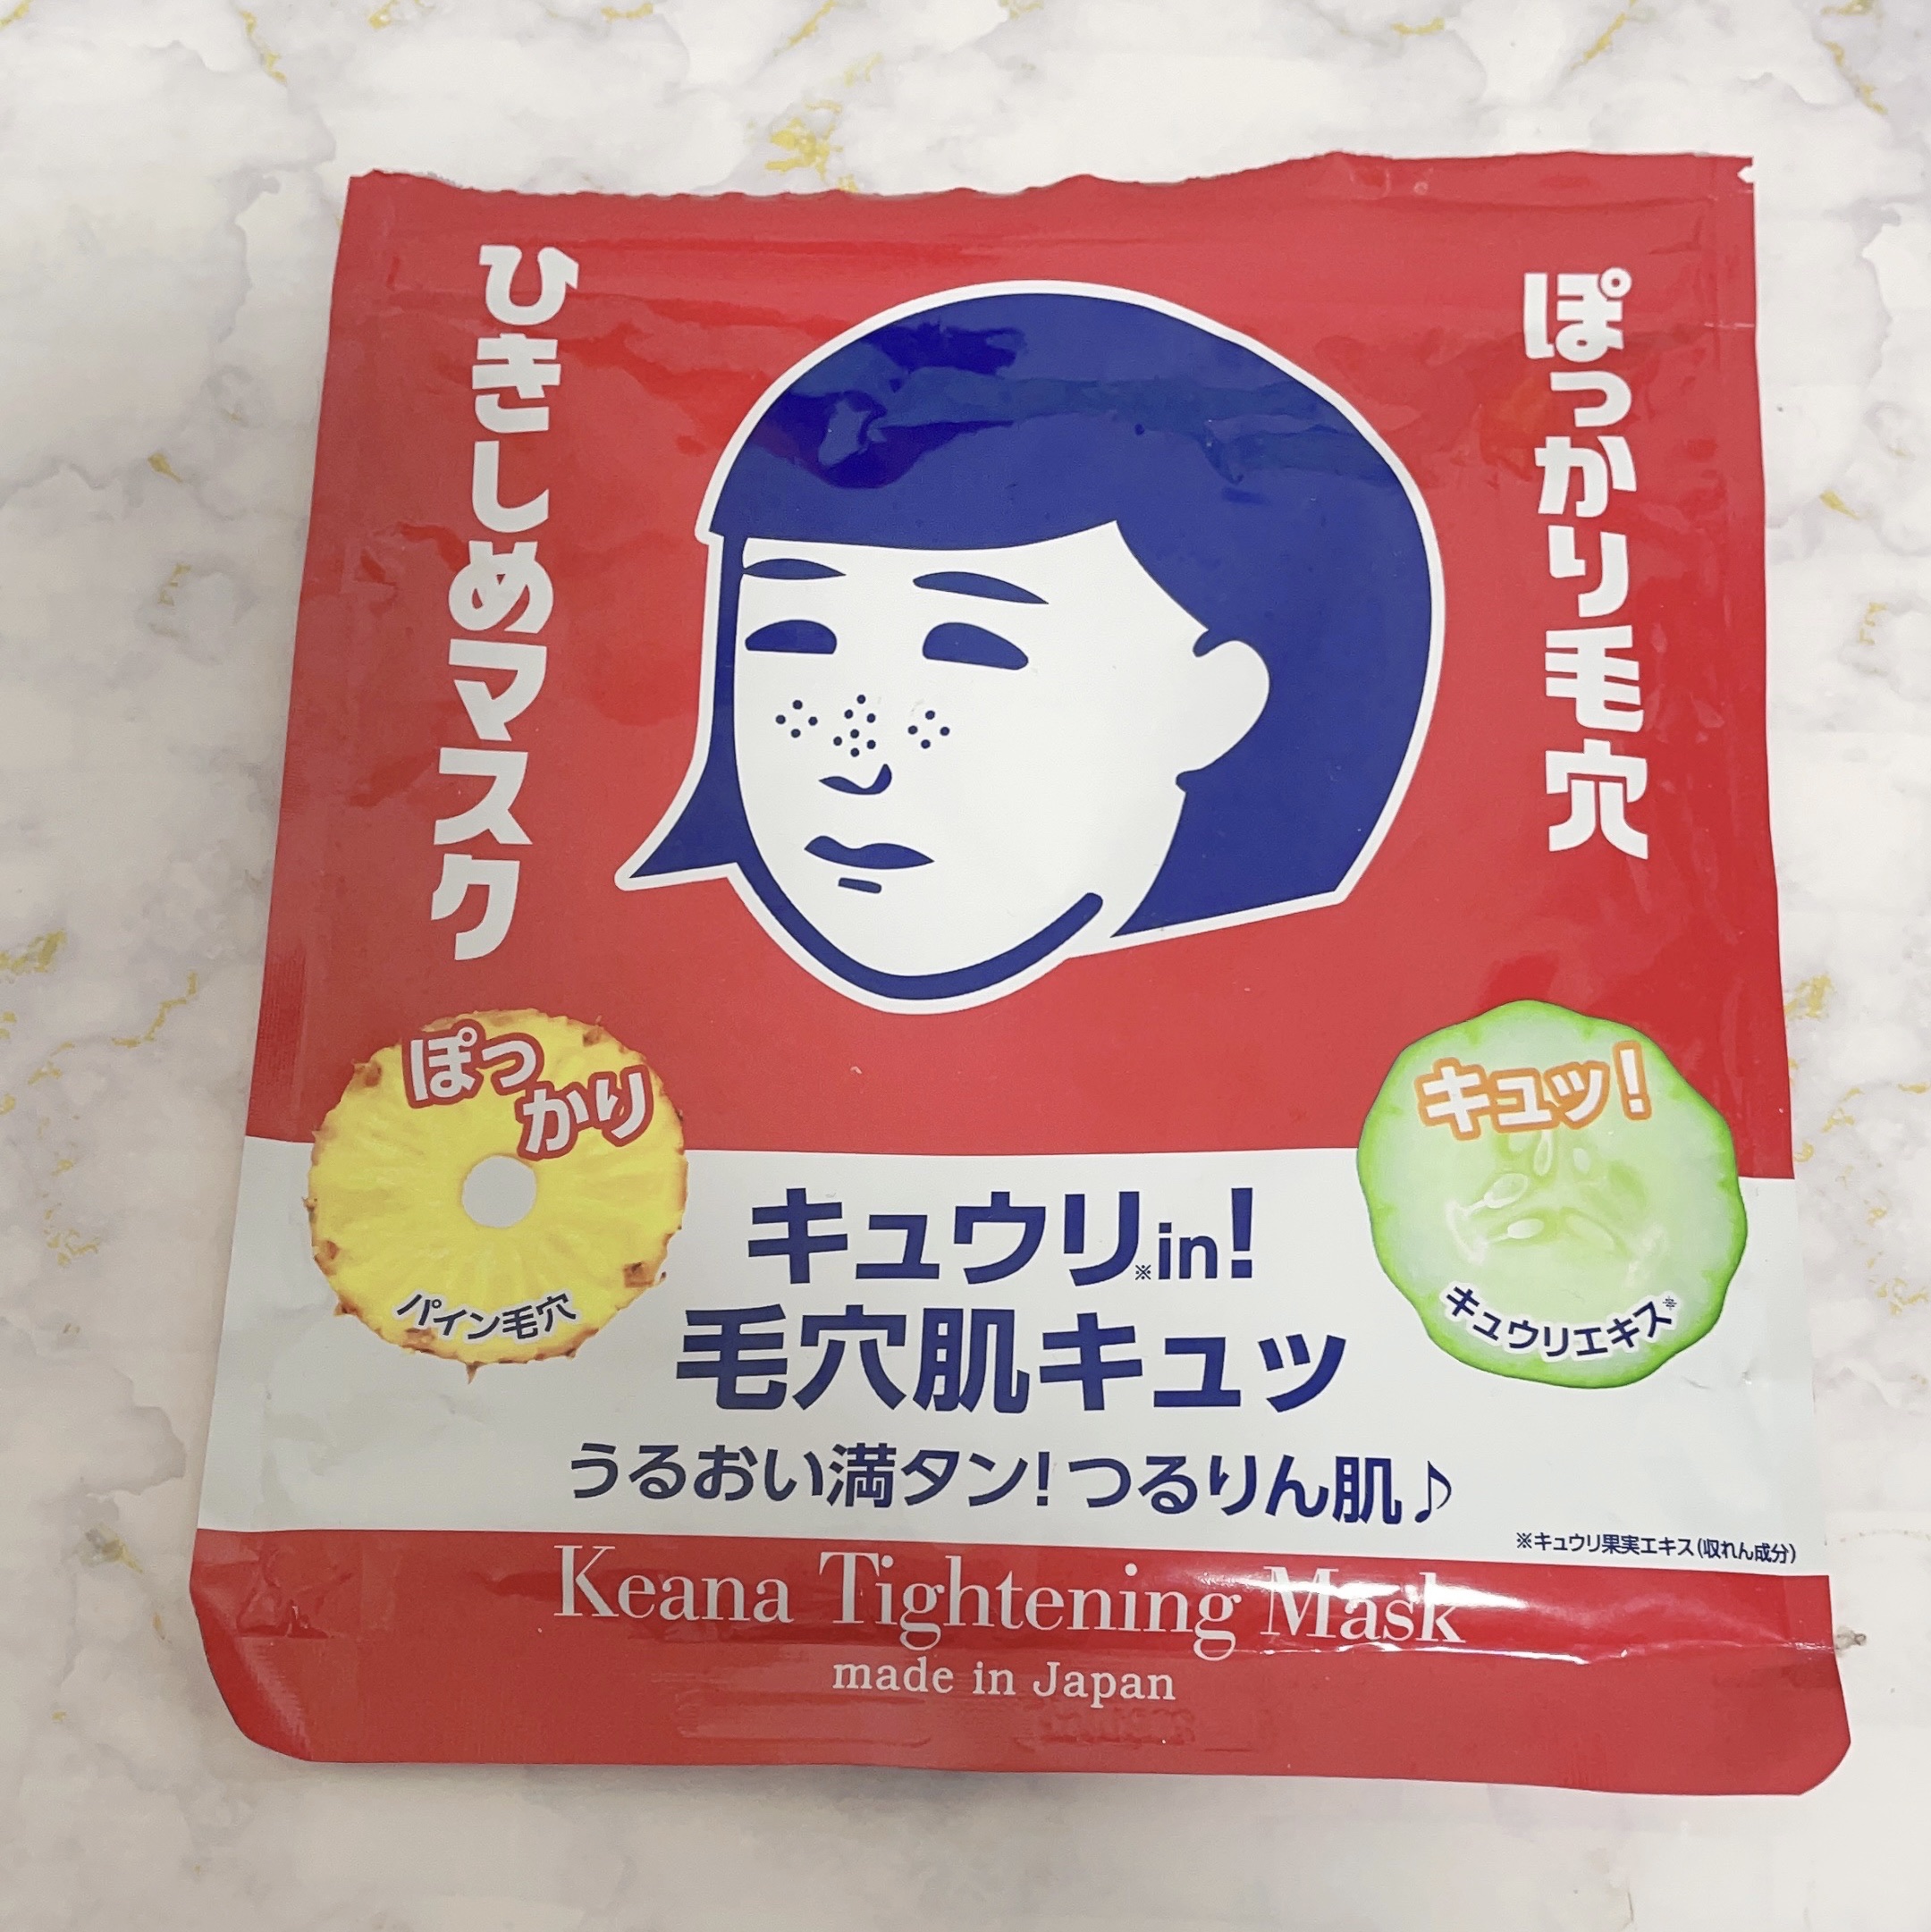 ぽっかり毛穴
ひきしめマスク
ぽっ
かり
パイン毛穴
キュッ!
キュウリエキス※
キュウリ※in!
毛穴肌キュッ
うるおい満タン!つるりん肌♪
※キュウリ果実エキス(収れん成分)
Keana Tightening Mask
made in Japan